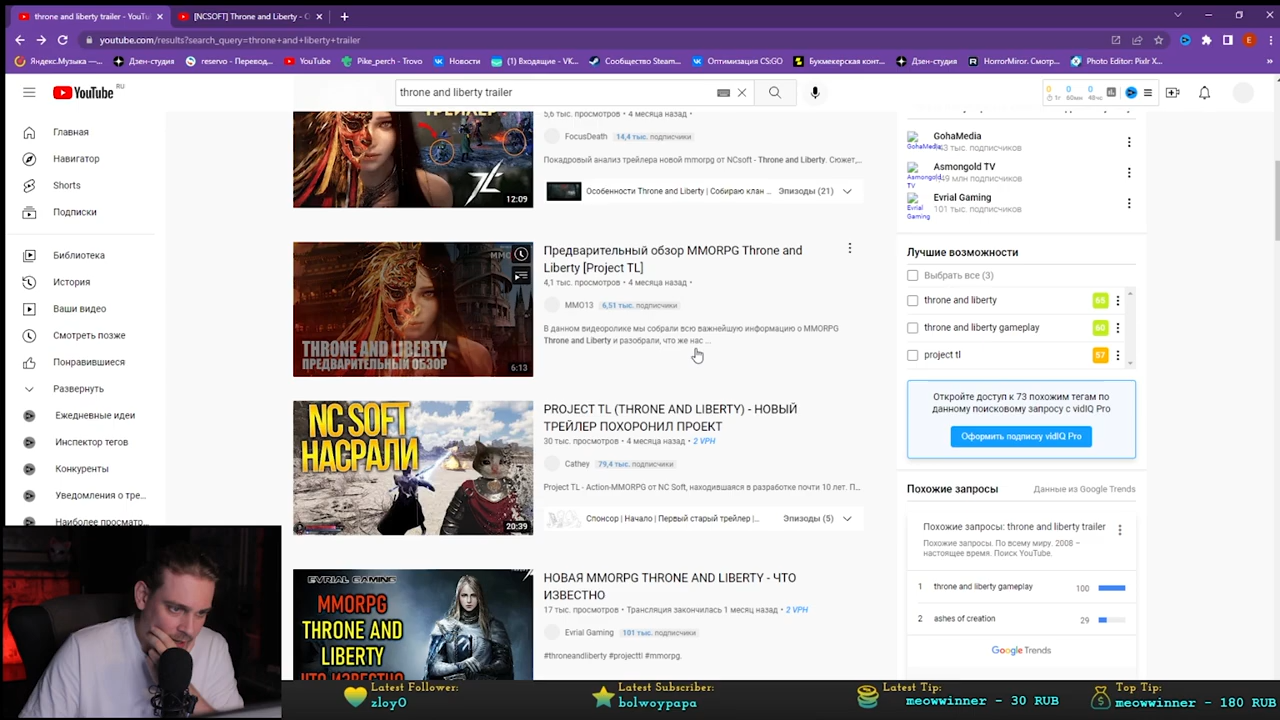 throne and liberty trailer - YouTu
[NCSOFT] Throne and Liberty - O
youtube.com/results?search_query=throne+and+liberty+trailer
Яндекс.Музыка —...
Дзен-студия
reservo - Перевод...
YouTube
Pike_perch - Trovo
Новости
(1) Входящие - VK...
Сообщество Steam...
Оптимизация CS:GO
Букмекерская конт...
Дзен-студия
HorrorMiror. Смотр...
Photo Editor: Pixlr X...
YouTube RU
throne and liberty trailer
Главная
Навигатор
Shorts
Подписки
Библиотека
История
Ваши видео
Смотреть позже
Понравившиеся
Развернуть
Ежедневные идеи
Инспектор тегов
Конкуренты
Уведомления о тре...
Наиболее просматр...
12:09
5,6 тыс. просмотров • 4 месяца назад •
FocusDeath 14,4 тыс. подписчики
Покадровый анализ трейлера новой mmorpg от NCsoft - Throne and Liberty. Сюжет,...
Особенности Throne and Liberty | Собираю клан ...
Эпизоды (21)
THRONE AND LIBERTY
ПРЕДВАРИТЕЛЬНЫЙ ОБЗОР
6:13
Предварительный обзор MMORPG Throne and
Liberty [Project TL]
4,1 тыс. просмотров • 4 месяца назад •
MMO13 6,51 тыс. подписчики
В данном видеоролике мы собрали всю важнейшую информацию о MMORPG
Throne and Liberty и разобрали, что же нас ...
NC SOFT
НАСРАЛИ
20:39
PROJECT TL (THRONE AND LIBERTY) - НОВЫЙ
ТРЕЙЛЕР ПОХОРОНИЛ ПРОЕКТ
30 тыс. просмотров • 4 месяца назад • 2 VPH
Cathey 79,4 тыс. подписчики
Project TL - Action-MMORPG от NC Soft, находившаяся в разработке почти 10 лет. П...
Спонсор | Начало | Первый старый трейлер |...
Эпизоды (5)
EVRIAL GAMING
MMORPG
THRONE AND
LIBERTY
ЧТО ИЗВЕСТНО
НОВАЯ MMORPG THRONE AND LIBERTY - ЧТО
ИЗВЕСТНО
17 тыс. просмотров • Трансляция закончилась 1 месяц назад • 2 VPH
Evrial Gaming 101 тыс. подписчики
#throneandliberty #projecttl #mmorpg.
GohaMedia
тыс. подписчиков
Asmongold TV
млн подписчиков
Evrial Gaming
101 тыс. подписчиков
Лучшие возможности
Выбрать все (3)
throne and liberty 65
throne and liberty gameplay 60
project tl 57
Откройте доступ к 73 похожим тегам по
данному поисковому запросу с vidIQ Pro
Оформить подписку vidIQ Pro
Похожие запросы
Данные из Google Trends
Похожие запросы: throne and liberty trailer
Похожие запросы. По всему миру. 2008 –
настоящее время. Поиск YouTube.
1 throne and liberty gameplay 100
2 ashes of creation 29
Google Trends
Latest Follower:
zloy0
Latest Subscriber:
bolwoypapa
Latest Tip:
meowwinner - 30 RUB
Top Tip:
meowwinner - 180 RUB